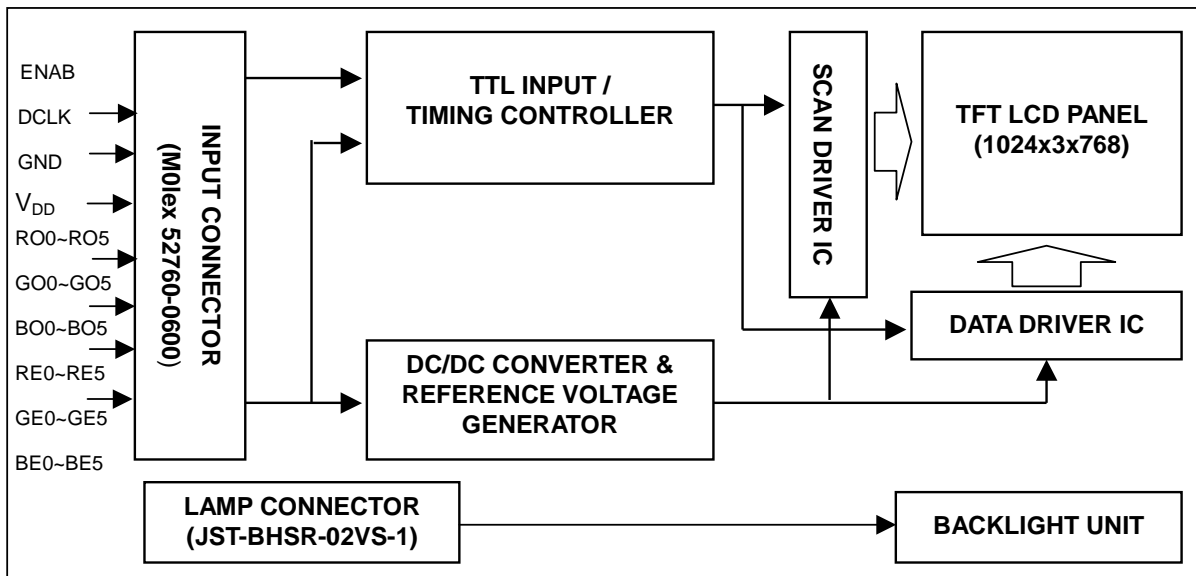 ENAB
DCLK
GND
VDD
RO0~RO5
GO0~GO5
BO0~BO5
RE0~RE5
GE0~GE5
BE0~BE5
INPUT CONNECTOR
(M0lex 52760-0600)
TTL INPUT /
TIMING CONTROLLER
SCAN DRIVER IC
TFT LCD PANEL
(1024x3x768)
DATA DRIVER IC
DC/DC CONVERTER &
REFERENCE VOLTAGE
GENERATOR
LAMP CONNECTOR
(JST-BHSR-02VS-1)
BACKLIGHT UNIT